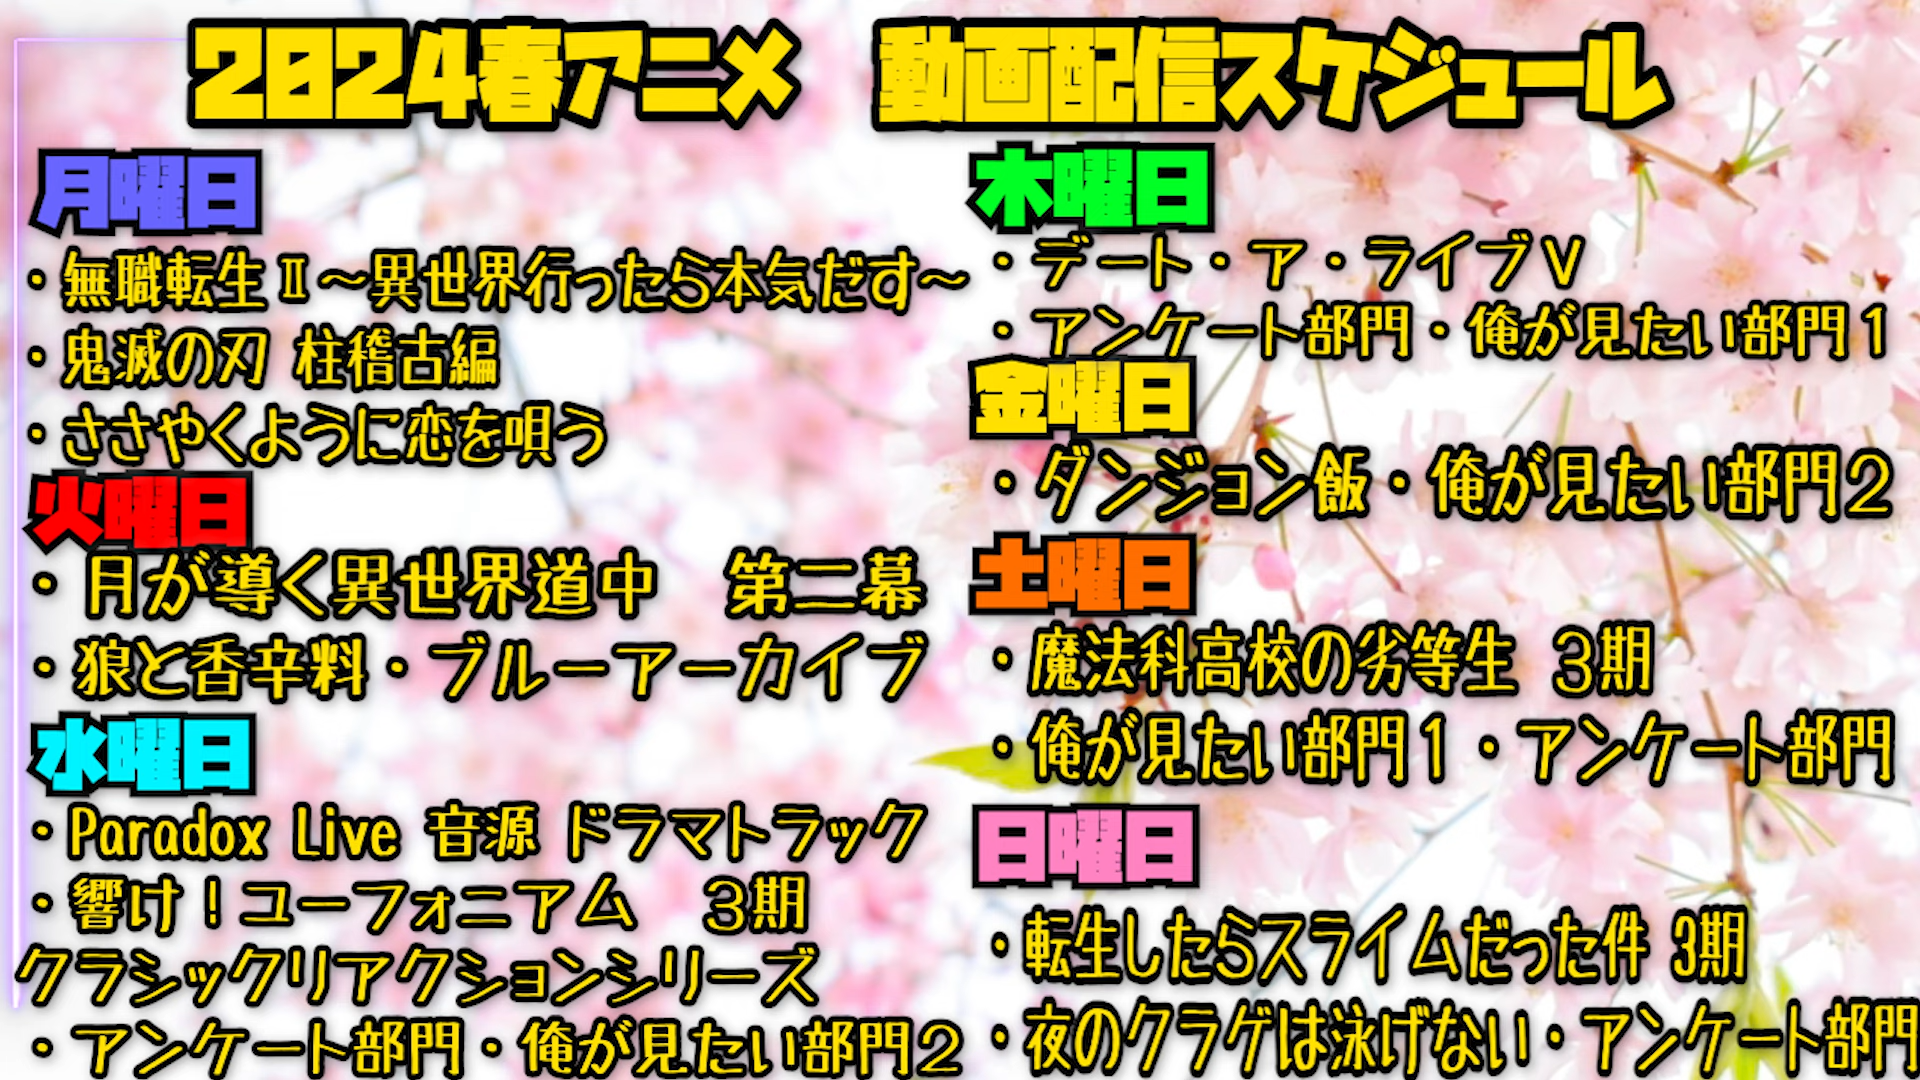 2024春アニメ 動画配信スケジュール
月曜日
・無職転生Ⅱ～異世界行ったら本気だす～
・鬼滅の刃 柱稽古編
・ささやくように恋を唄う
火曜日
・月が導く異世界道中 第二幕
・狼と香辛料・ブルーアーカイブ
水曜日
・Paradox Live 音源 ドラマトラック
・響け！ユーフォニアム 3期
クラシックリアクションシリーズ
・アンケート部門・俺が見たい部門2
木曜日
・デート・ア・ライブⅤ
・アンケート部門・俺が見たい部門1
金曜日
・ダンジョン飯・俺が見たい部門2
土曜日
・魔法科高校の劣等生 3期
・俺が見たい部門1・アンケート部門
日曜日
・転生したらスライムだった件 3期
・夜のクラゲは泳げない・アンケート部門